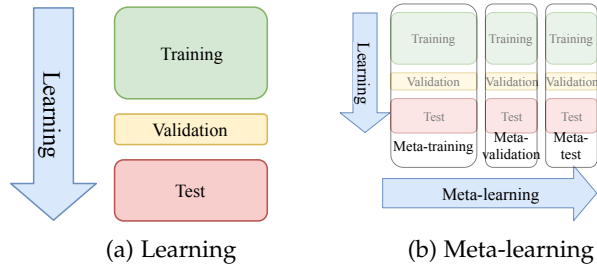 Learning
Training
Validation
Test
(a) Learning
Learning
Training
Training
Training
Validation
Validation
Validation
Test
Test
Test
Meta-training
Meta-
validation
Meta-
test
Meta-learning
(b) Meta-learning